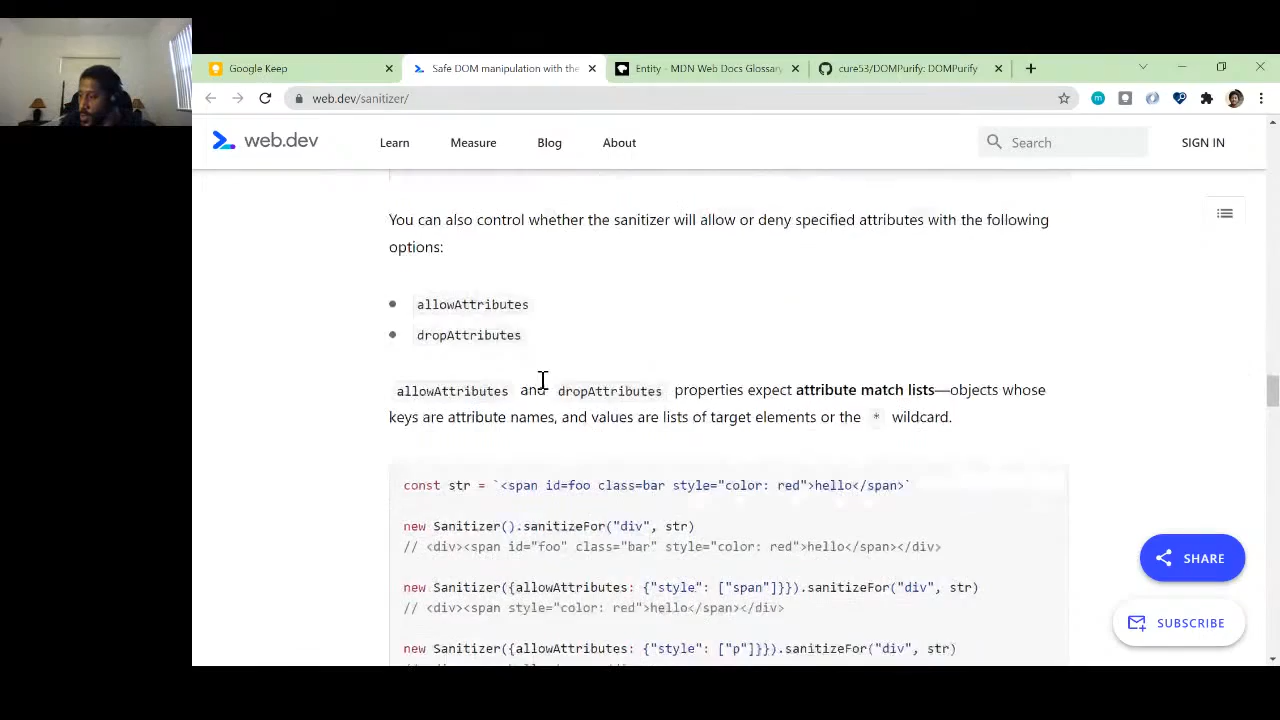 Google Keep
Safe DOM manipulation with the
Entity - MDN Web Docs Glossary
cure53/DOMPurify: DOMPurify
web.dev/sanitizer/
web.dev
Learn
Measure
Blog
About
Search
SIGN IN
You can also control whether the sanitizer will allow or deny specified attributes with the following
options:
allowAttributes
dropAttributes
allowAttributes and dropAttributes properties expect attribute match lists—objects whose
keys are attribute names, and values are lists of target elements or the * wildcard.
const str = `<span id=foo class=bar style="color: red">hello</span>`
new Sanitizer().sanitizeFor("div", str)
// <div><span id="foo" class="bar" style="color: red">hello</span></div>
new Sanitizer({allowAttributes: {"style": ["span"]}}).sanitizeFor("div", str)
// <div><span style="color: red">hello</span></div>
new Sanitizer({allowAttributes: {"style": ["p"]}}).sanitizeFor("div", str)
SHARE
SUBSCRIBE